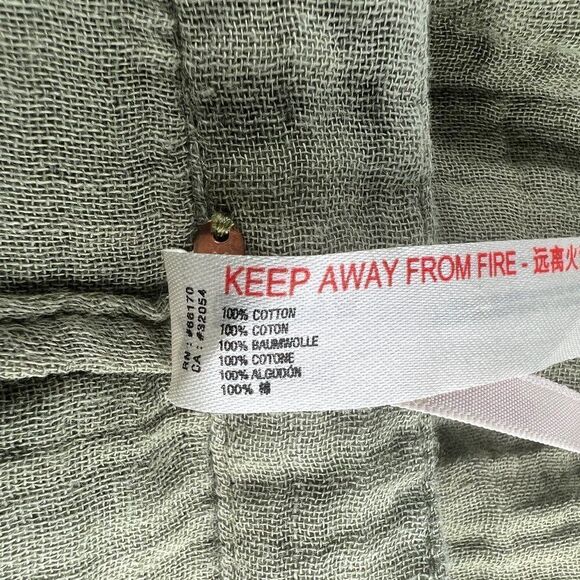 KEEP AWAY FROM FIRE - 远离火
100% COTTON
100% COTON
100% BAUMWOLLE
100% COTONE
100% ALGODÓN
100% 棉
RN: #66170
CA: #32054